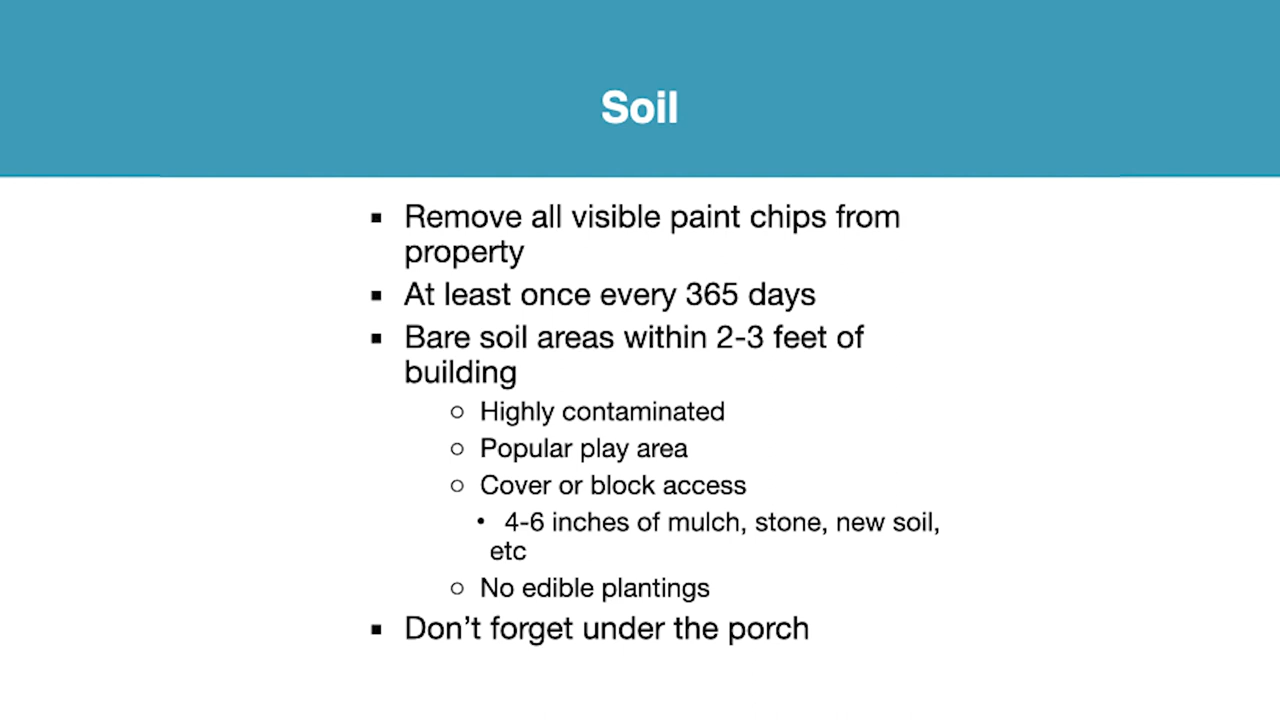 Soil
▪ Remove all visible paint chips from
property
▪ At least once every 365 days
▪ Bare soil areas within 2-3 feet of
building
○ Highly contaminated
○ Popular play area
○ Cover or block access
• 4-6 inches of mulch, stone, new soil,
etc
○ No edible plantings
▪ Don’t forget under the porch